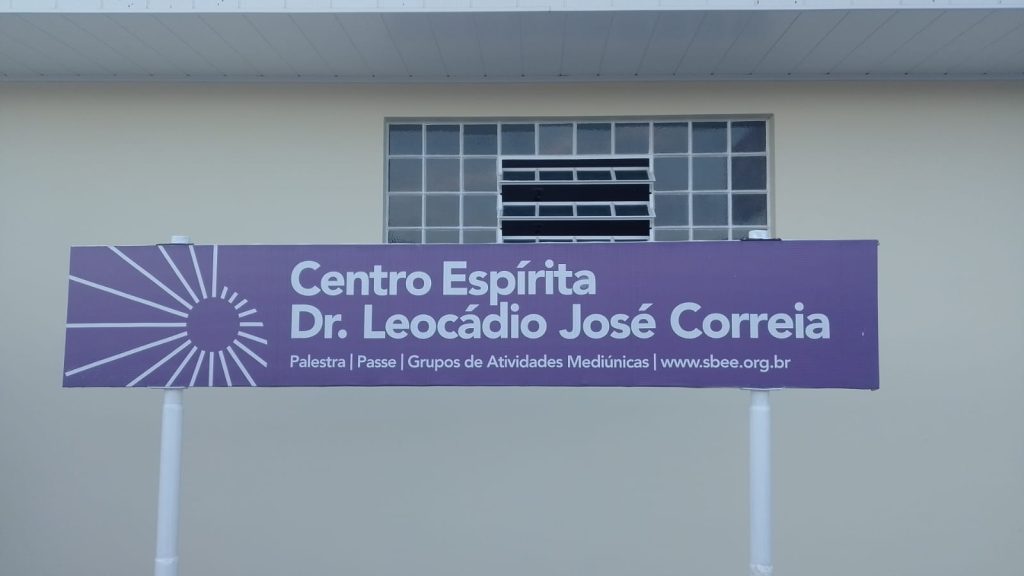 Centro Espírita
Dr. Leocádio José Correia
Palestra | Passe | Grupos de Atividades Mediúnicas | www.sbee.org.br